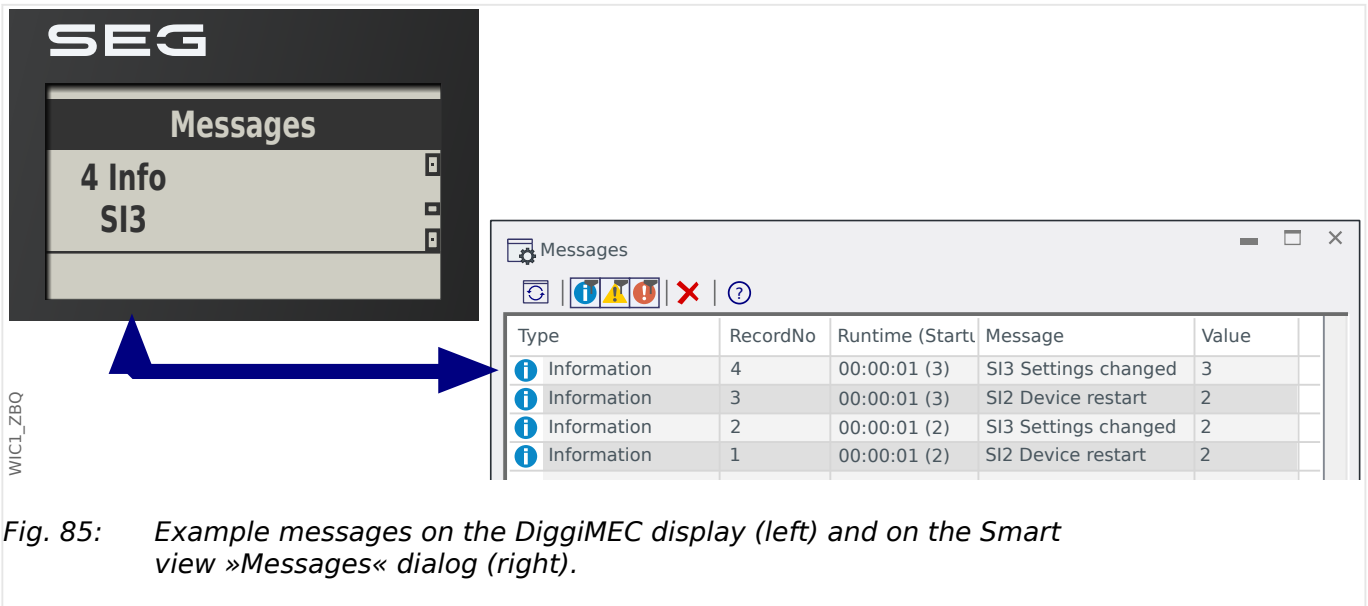 SEG
Messages
4 Info
SI3
Messages
Type RecordNo Runtime (Startu Message Value
Information 4 00:00:01 (3) SI3 Settings changed 3
Information 3 00:00:01 (3) SI2 Device restart 2
Information 2 00:00:01 (2) SI3 Settings changed 2
Information 1 00:00:01 (2) SI2 Device restart 2
WIC1_ZBQ
Fig. 85: Example messages on the DiggiMEC display (left) and on the Smart
view »Messages« dialog (right).